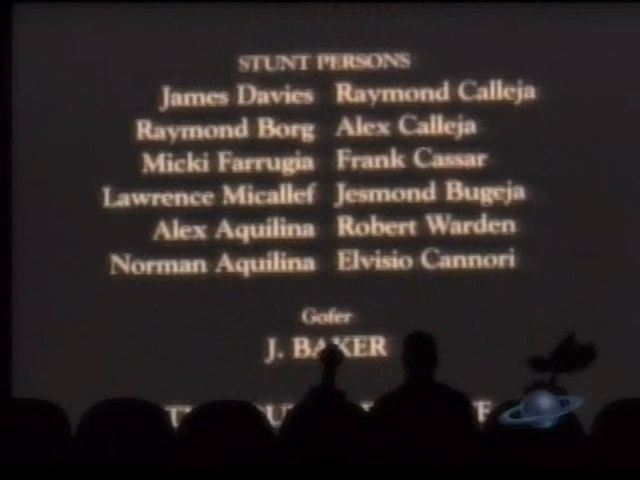 STUNT PERSONS
James Davies Raymond Calleja
Raymond Borg Alex Calleja
Micki Farrugia Frank Cassar
Lawrence Micallef Jesmond Bugeja
Alex Aquilina Robert Warden
Norman Aquilina Elvisio Cannori
Gofer
J. BAKER